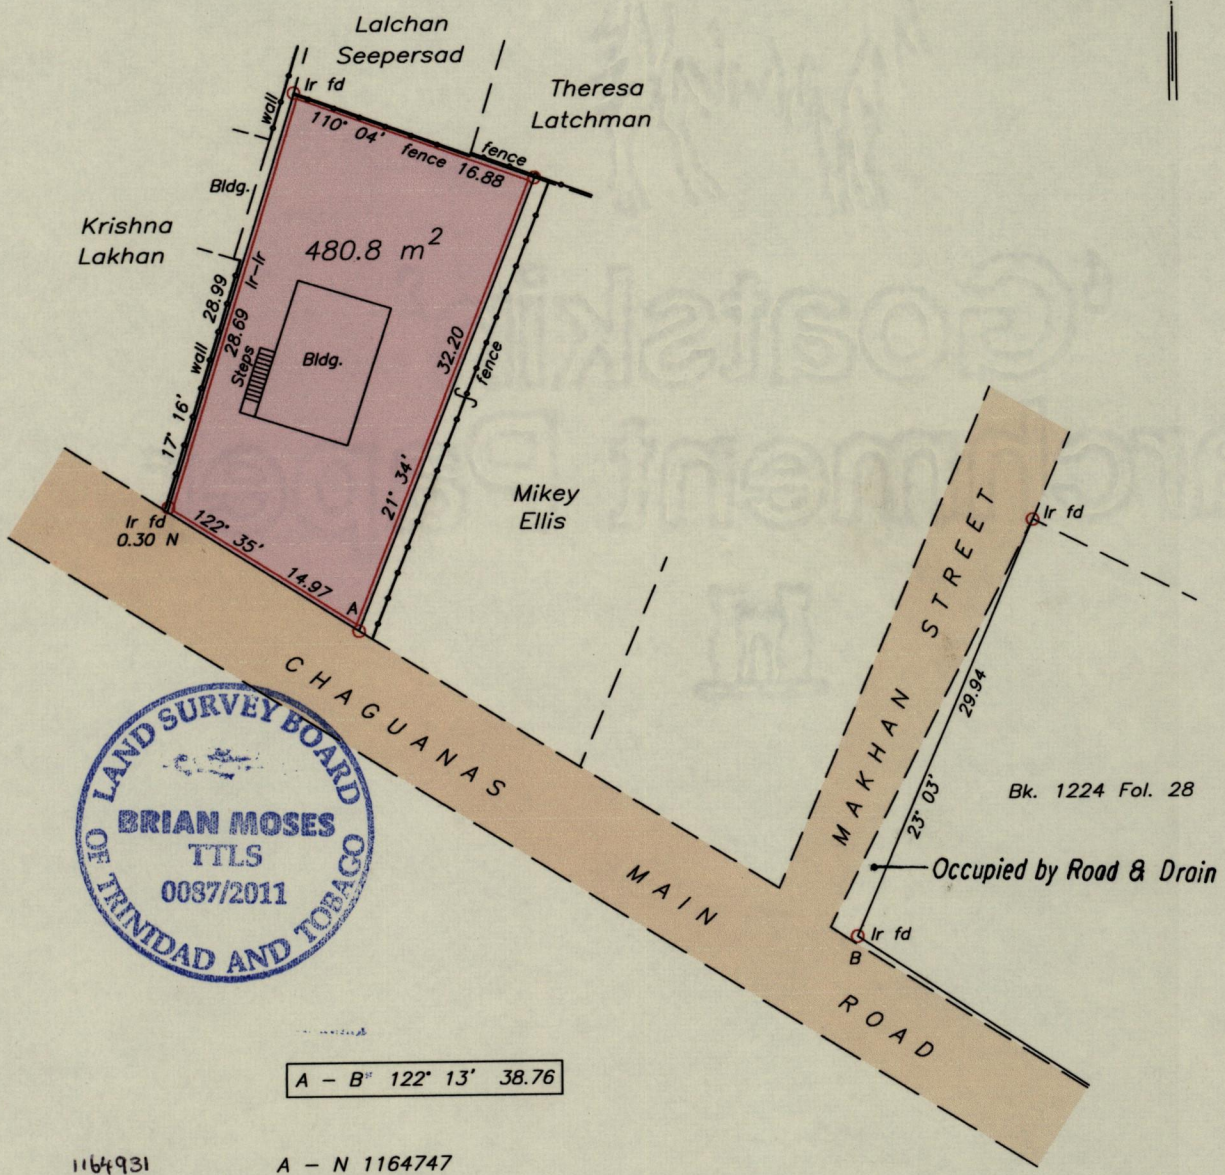 Lalchan
Seepersad
Theresa
Latchman
Ir fd
wall
110° 04'
fence 16.88
fence
Bldg.
Krishna
Lakhan
480.8 m²
28.99
Ir-Ir
28.69
wall
Steps
Bldg.
32.20
fence
17° 16'
21° 34'
Mikey
Ellis
Ir fd
0.30 N
122° 35'
14.97
A
Ir fd
MAKHAN STREET
29.94
23° 03'
Bk. 1224 Fol. 28
Occupied by Road & Drain
Ir fd
B
CHAGUANAS MAIN ROAD
LAND SURVEY BOARD
BRIAN MOSES
TTLS
0087/2011
OF TRINIDAD AND TOBAGO
A - B 122° 13' 38.76
1164931
A - N 1164747
'Goatskin
Parchment